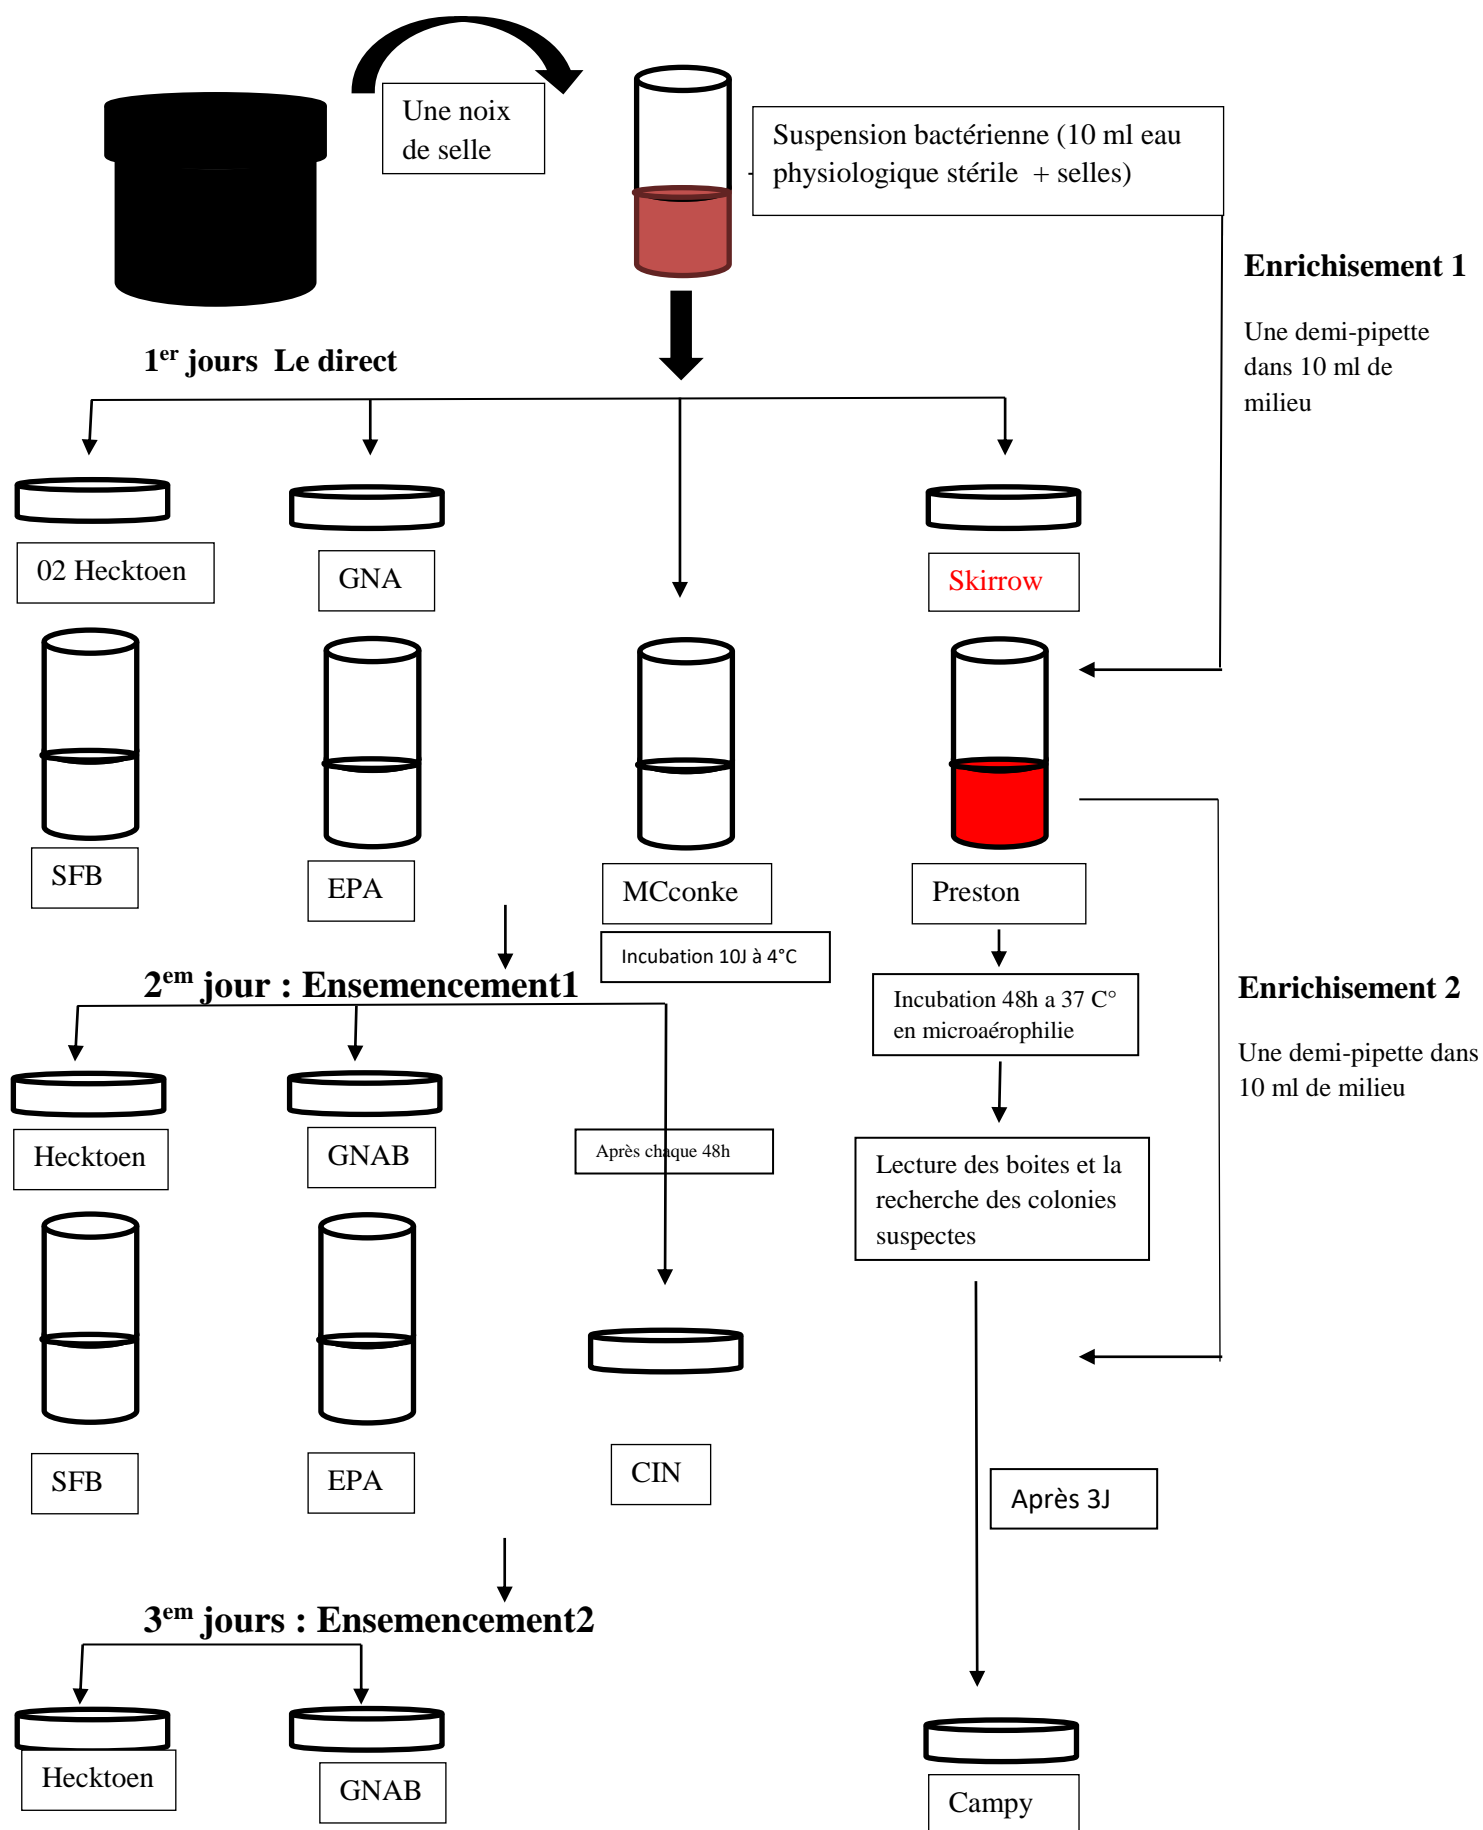 Une noix
de selle
Suspension bactérienne (10 ml eau
physiologique stérile + selles)
Enrichisement 1
Une demi-pipette
dans 10 ml de
milieu
1er jours Le direct
02 Hecktoen
GNA
Skirrow
SFB
EPA
MCconke
Preston
Incubation 10J à 4°C
2em jour : Ensemencement1
Incubation 48h a 37 C°
en microaérophilie
Enrichisement 2
Une demi-pipette dans
10 ml de milieu
Hecktoen
GNAB
Après chaque 48h
Lecture des boites et la
recherche des colonies
suspectes
SFB
EPA
CIN
Après 3J
3em jours : Ensemencement2
Hecktoen
GNAB
Campy